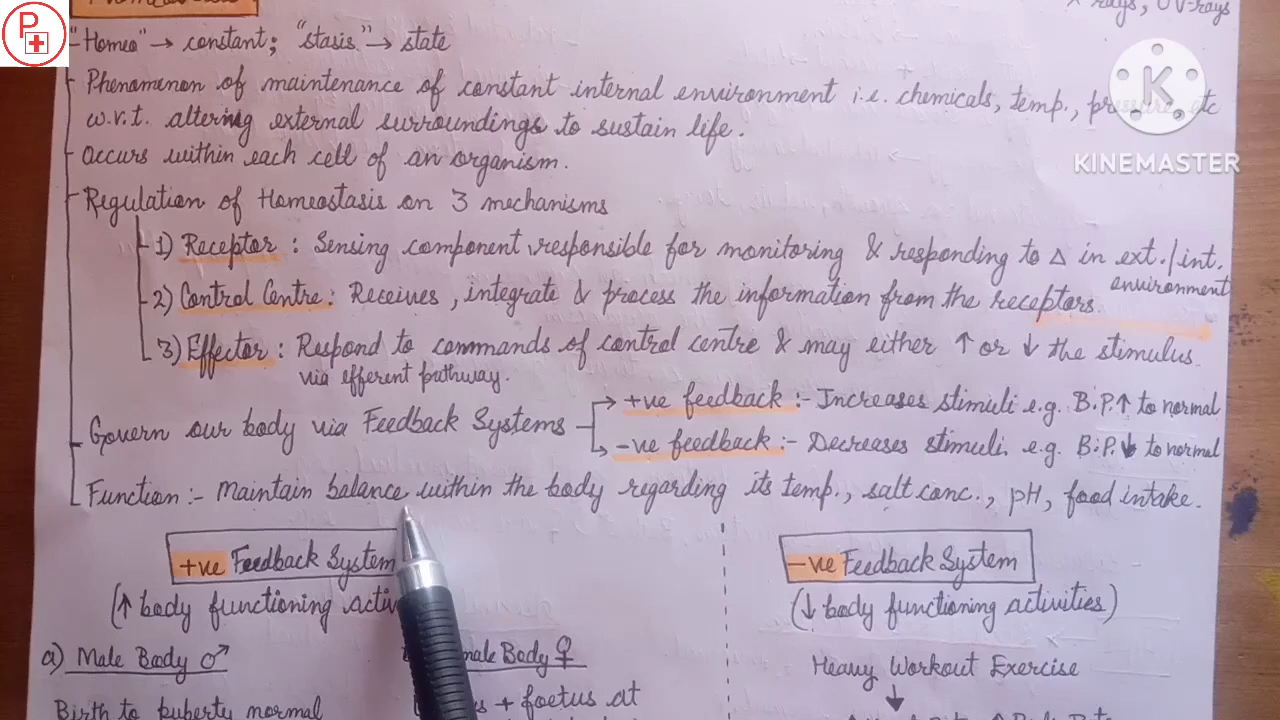 P
X rays, UV-rays
KINEMASTER
"Homeo" → constant; "stasis" → state
Phenomenon of maintenance of constant internal environment i.e. chemicals, temp., pressure, etc
w.r.t. altering external surroundings to sustain life.
Occurs within each cell of an organism.
Regulation of Homeostasis on 3 mechanisms
1) Receptor : Sensing component responsible for monitoring & responding to Δ in ext./int.
environment
2) Control Centre : Receives, integrate & process the information from the receptors.
3) Effector : Respond to commands of control centre & may either ↑ or ↓ the stimulus
via efferent pathway.
Govern our body via Feedback Systems → +ve feedback :- Increases stimuli e.g. B.P.↑ to normal
→ -ve feedback :- Decreases stimuli. e.g. B.P.↓ to normal
Function :- Maintain balance within the body regarding its temp., salt conc., pH, food intake.
+ve Feedback System
-ve Feedback System
(↑ body functioning
(↓ body functioning activities)
a) Male Body ♂
Body ♀
Heavy Workout Exercise
↓
Birth to puberty normal
+ foetus at